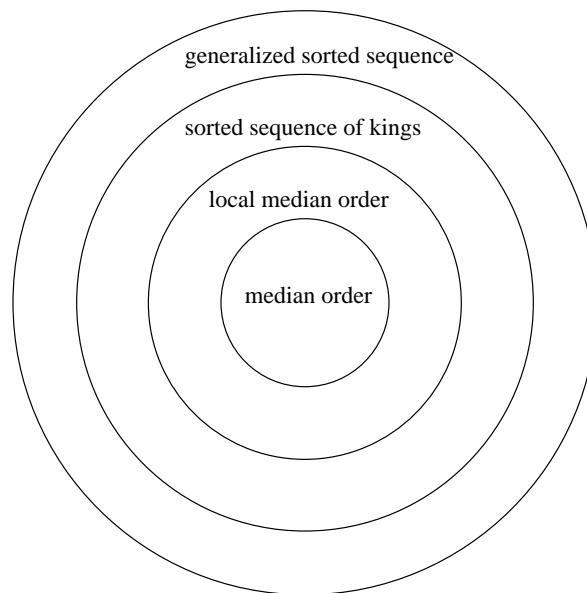 generalized sorted sequence
sorted sequence of kings
local median order
median order